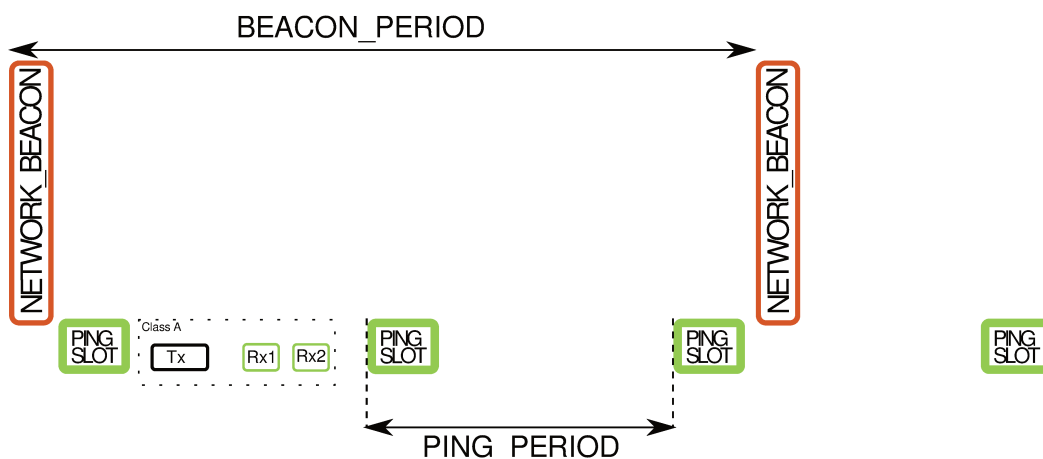 BEACON_PERIOD
NETWORK_BEACON
NETWORK_BEACON
PING
SLOT
Class A
Tx
Rx1
Rx2
PING
SLOT
PING
SLOT
PING
SLOT
PING PERIOD